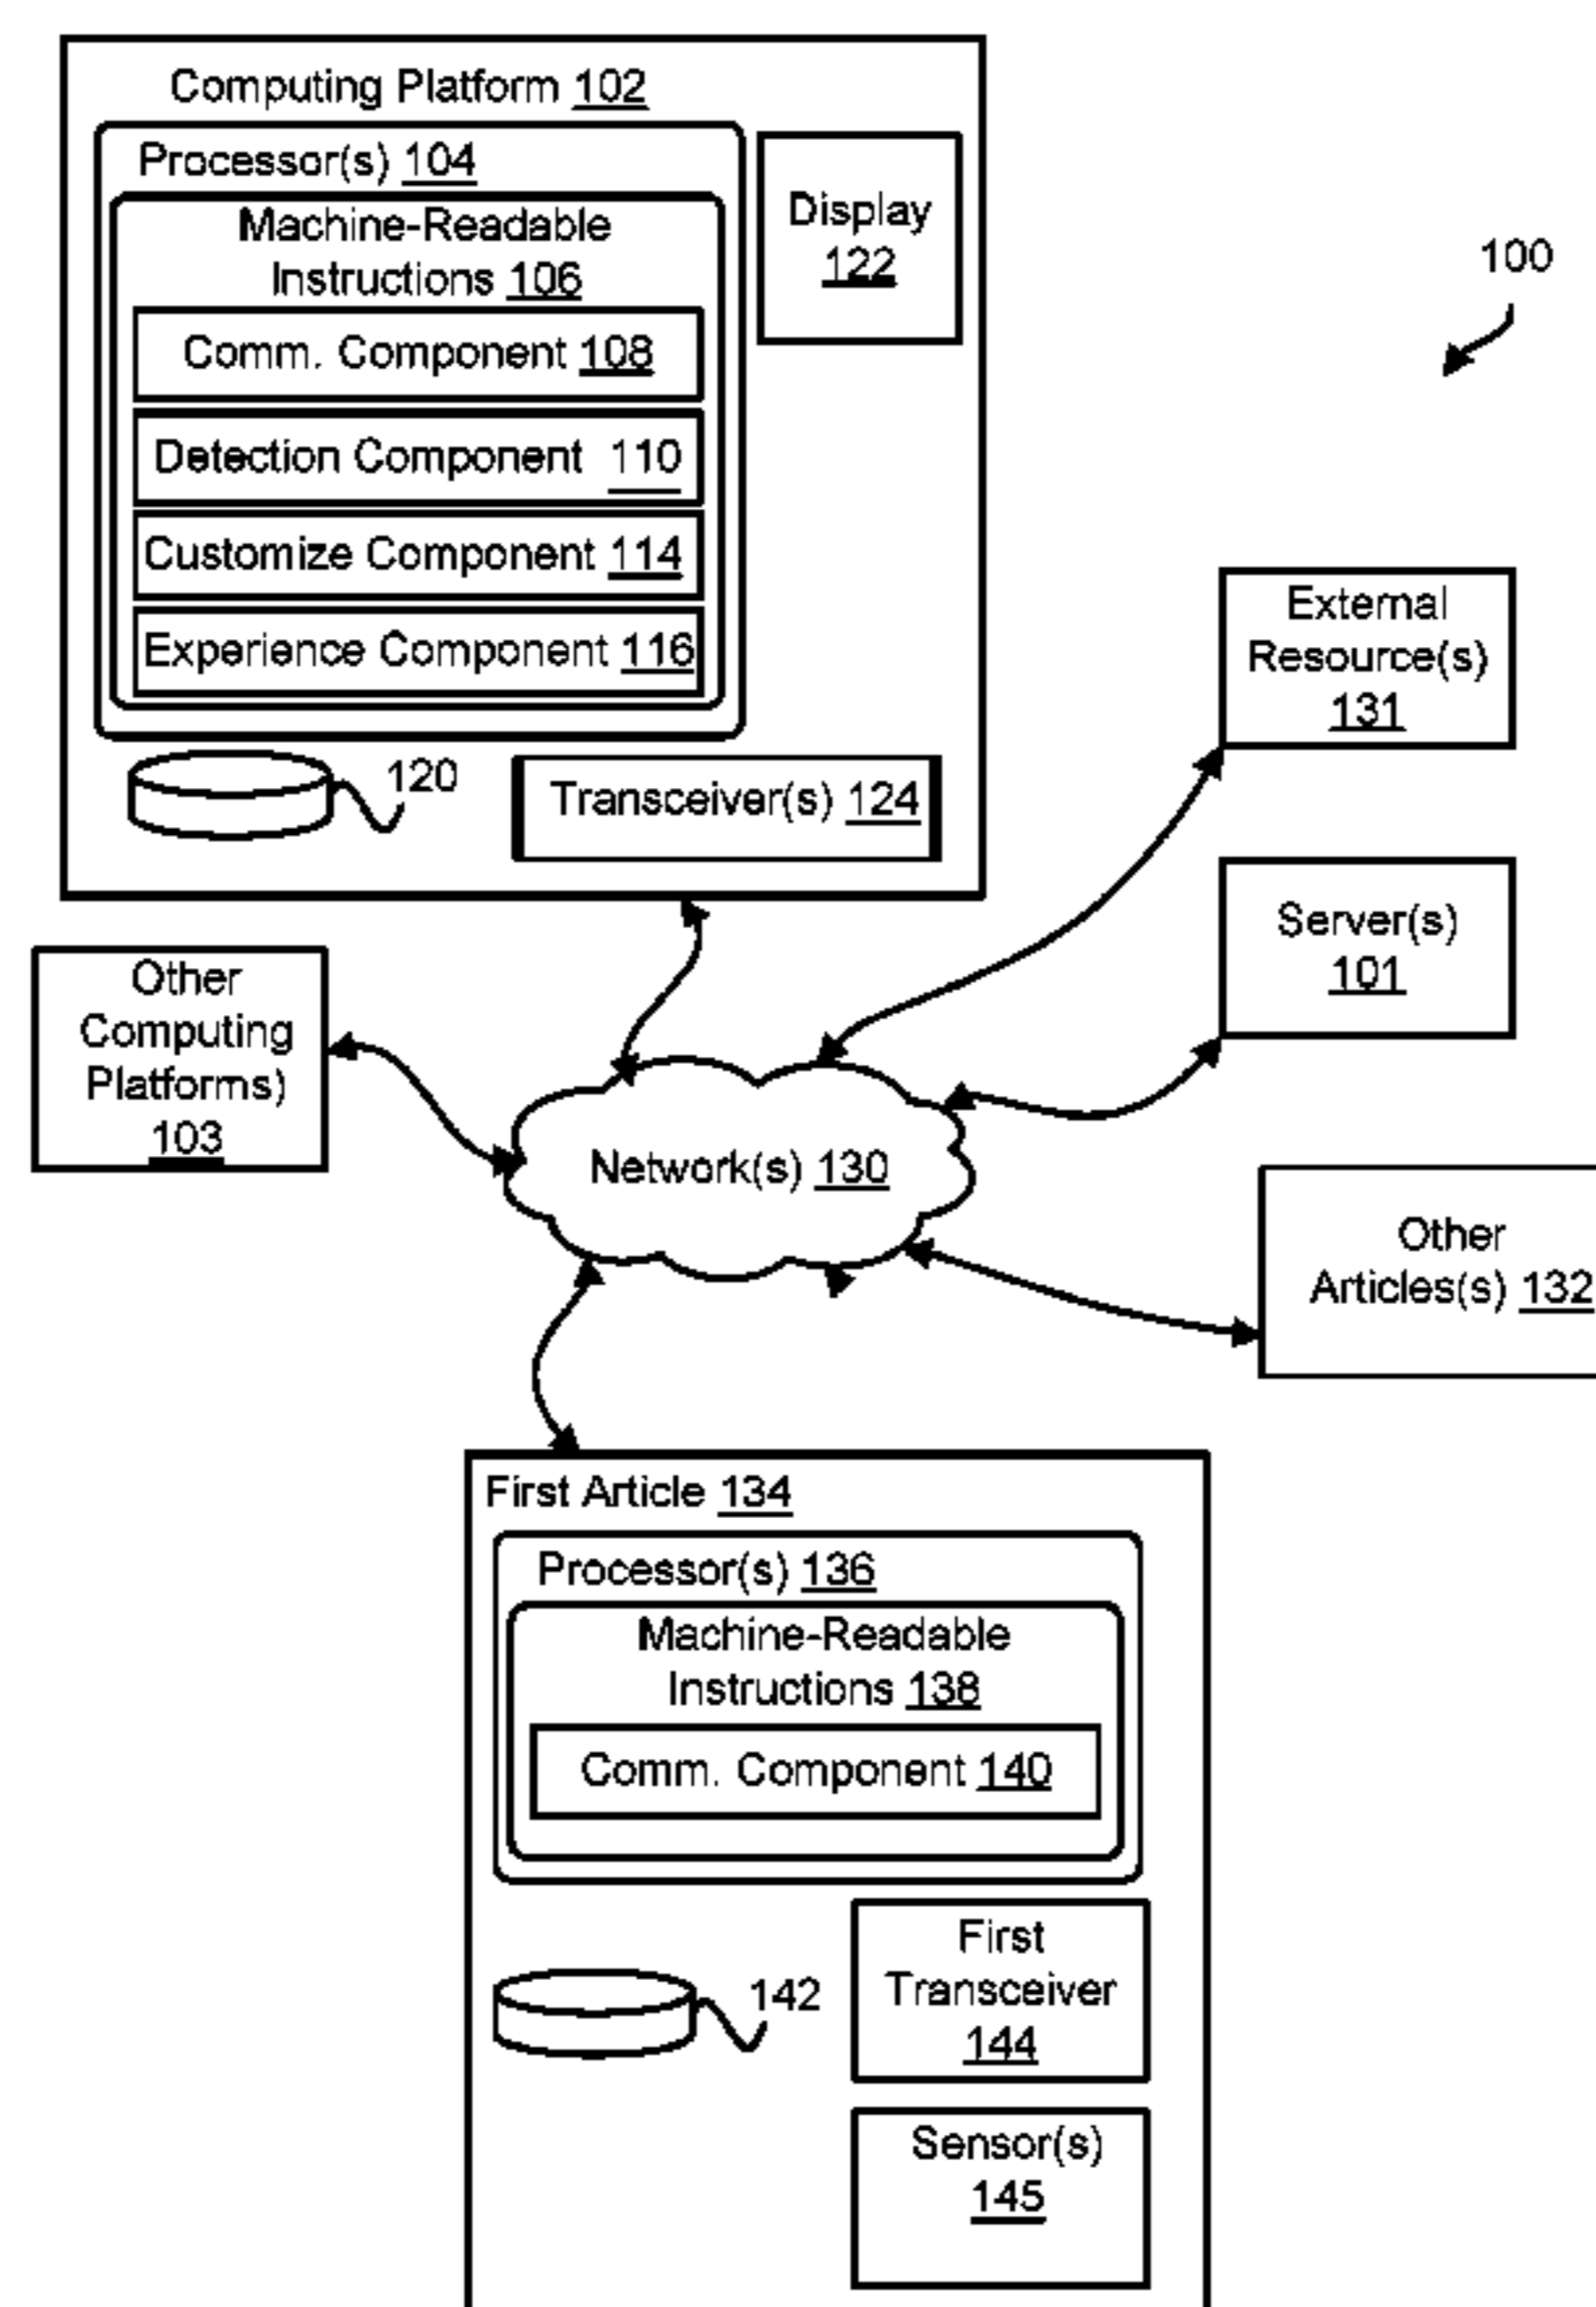 Computing Platform 102
Processor(s) 104
Machine-Readable
Instructions 106
Comm. Component 108
Detection Component 110
Customize Component 114
Experience Component 116
Display
122
120
Transceiver(s) 124
100
External
Resource(s)
131
Server(s)
101
Other
Computing
Platforms)
103
Network(s) 130
Other
Articles(s) 132
First Article 134
Processor(s) 136
Machine-Readable
Instructions 138
Comm. Component 140
142
First
Transceiver
144
Sensor(s)
145